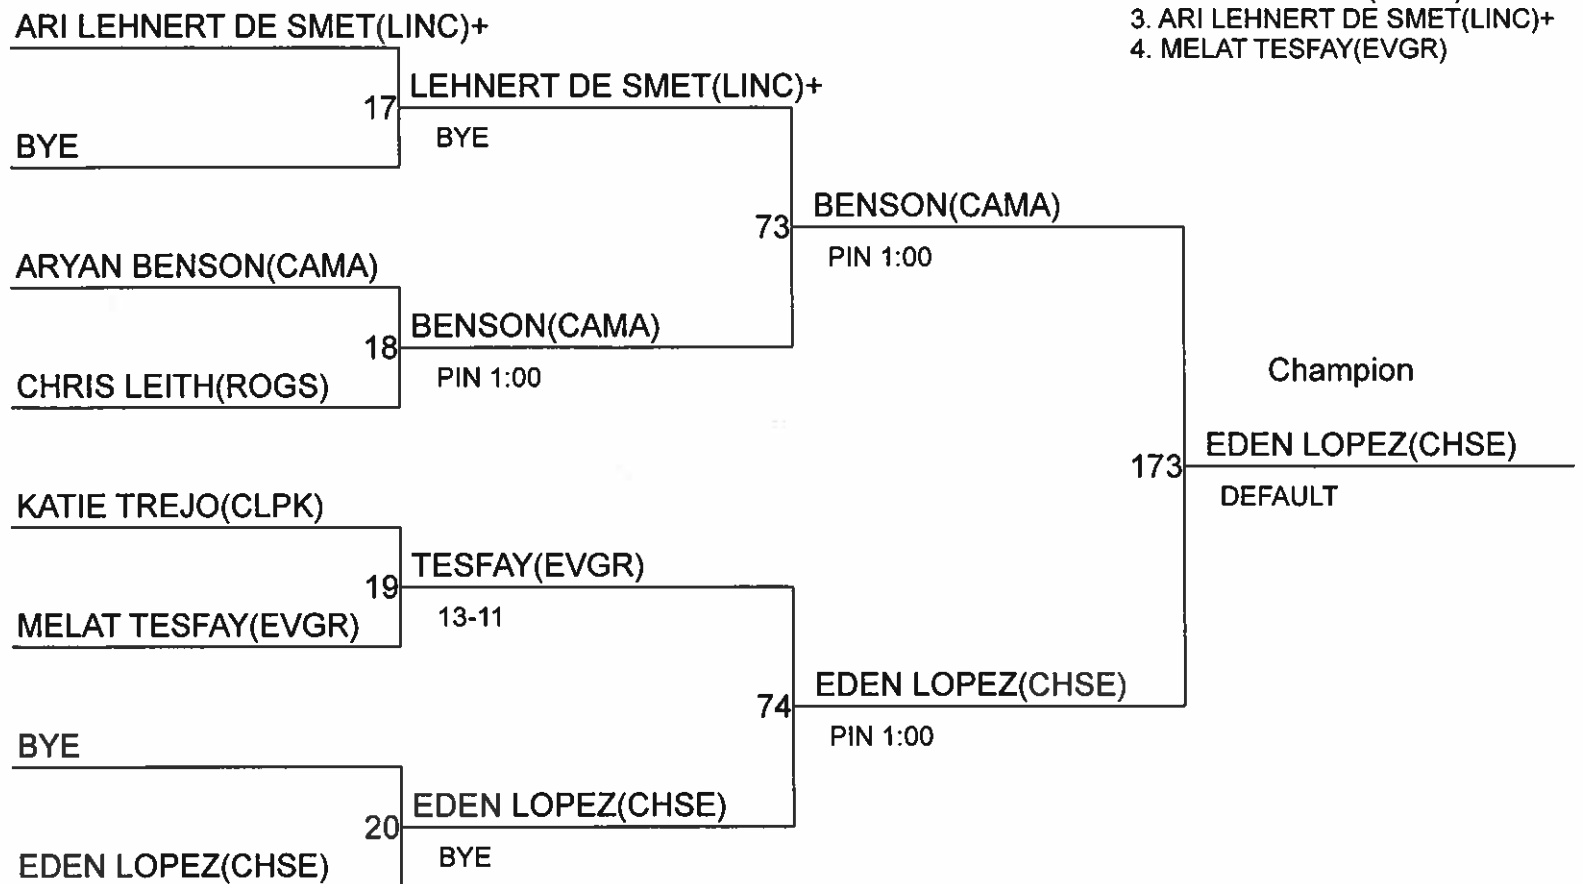 ARI LEHNERT DE SMET(LINC)+
3. ARI LEHNERT DE SMET(LINC)+
4. MELAT TESFAY(EVGR)
17
LEHNERT DE SMET(LINC)+
BYE
BYE
73
BENSON(CAMA)
PIN 1:00
ARYAN BENSON(CAMA)
18
BENSON(CAMA)
PIN 1:00
CHRIS LEITH(ROGS)
Champion
173
EDEN LOPEZ(CHSE)
DEFAULT
KATIE TREJO(CLPK)
19
TESFAY(EVGR)
13-11
MELAT TESFAY(EVGR)
74
EDEN LOPEZ(CHSE)
PIN 1:00
BYE
20
EDEN LOPEZ(CHSE)
BYE
EDEN LOPEZ(CHSE)